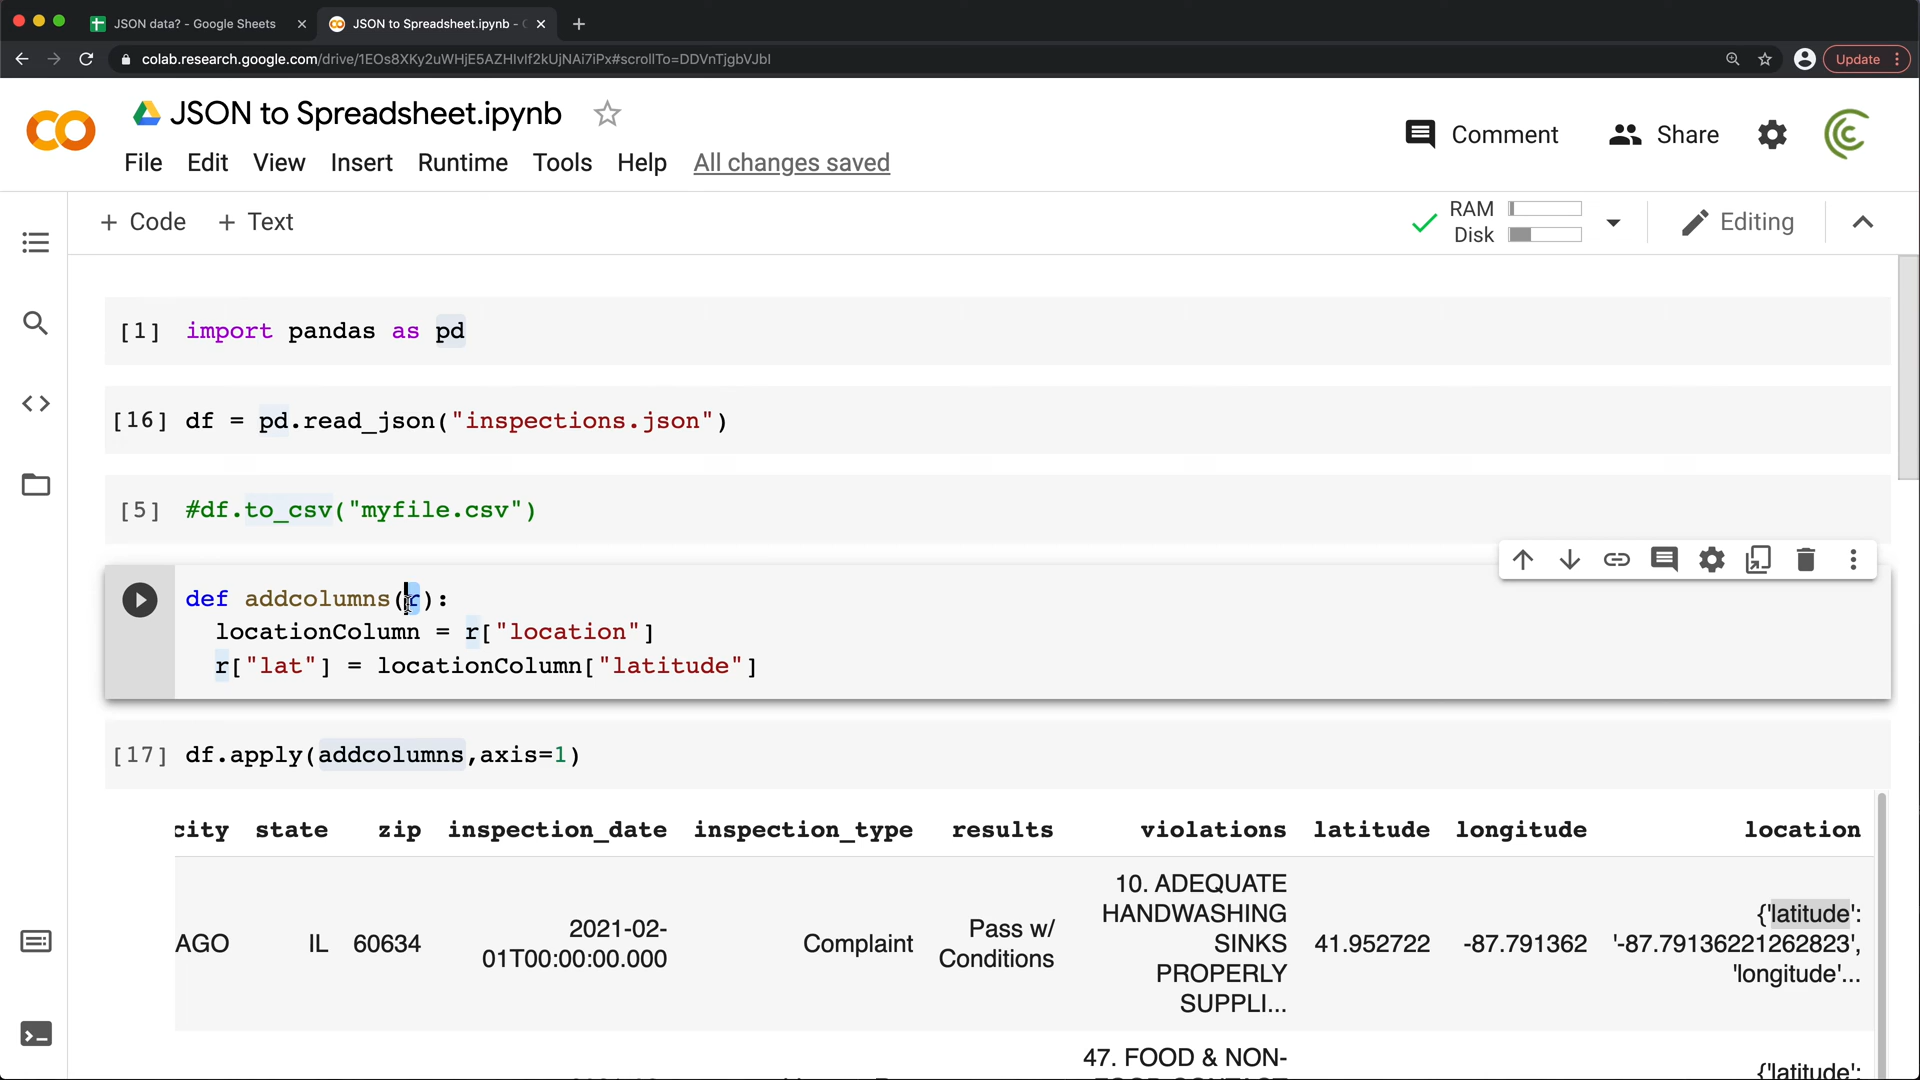 JSON data? - Google Sheets
JSON to Spreadsheet.ipynb -
colab.research.google.com/drive/1EOs8XKy2uWHjE5AZHIvIf2kUjNAi7iPx#scrollTo=DDVnTjgbVJbI
Update
JSON to Spreadsheet.ipynb
Comment
Share
File Edit View Insert Runtime Tools Help All changes saved
+ Code + Text
RAM
Disk
Editing
[1] import pandas as pd
[16] df = pd.read_json("inspections.json")
[5] #df.to_csv("myfile.csv")
def addcolumns(r):
locationColumn = r["location"]
r["lat"] = locationColumn["latitude"]
[17] df.apply(addcolumns,axis=1)
city state zip inspection_date inspection_type results violations latitude longitude location
10. ADEQUATE
HANDWASHING
SINKS
PROPERLY
SUPPLI...
AGO IL 60634
2021-02-
01T00:00:00.000
Complaint
Pass w/
Conditions
41.952722 -87.791362
{'latitude':
'-87.79136221262823',
'longitude'...
47. FOOD & NON-
{'latitude':